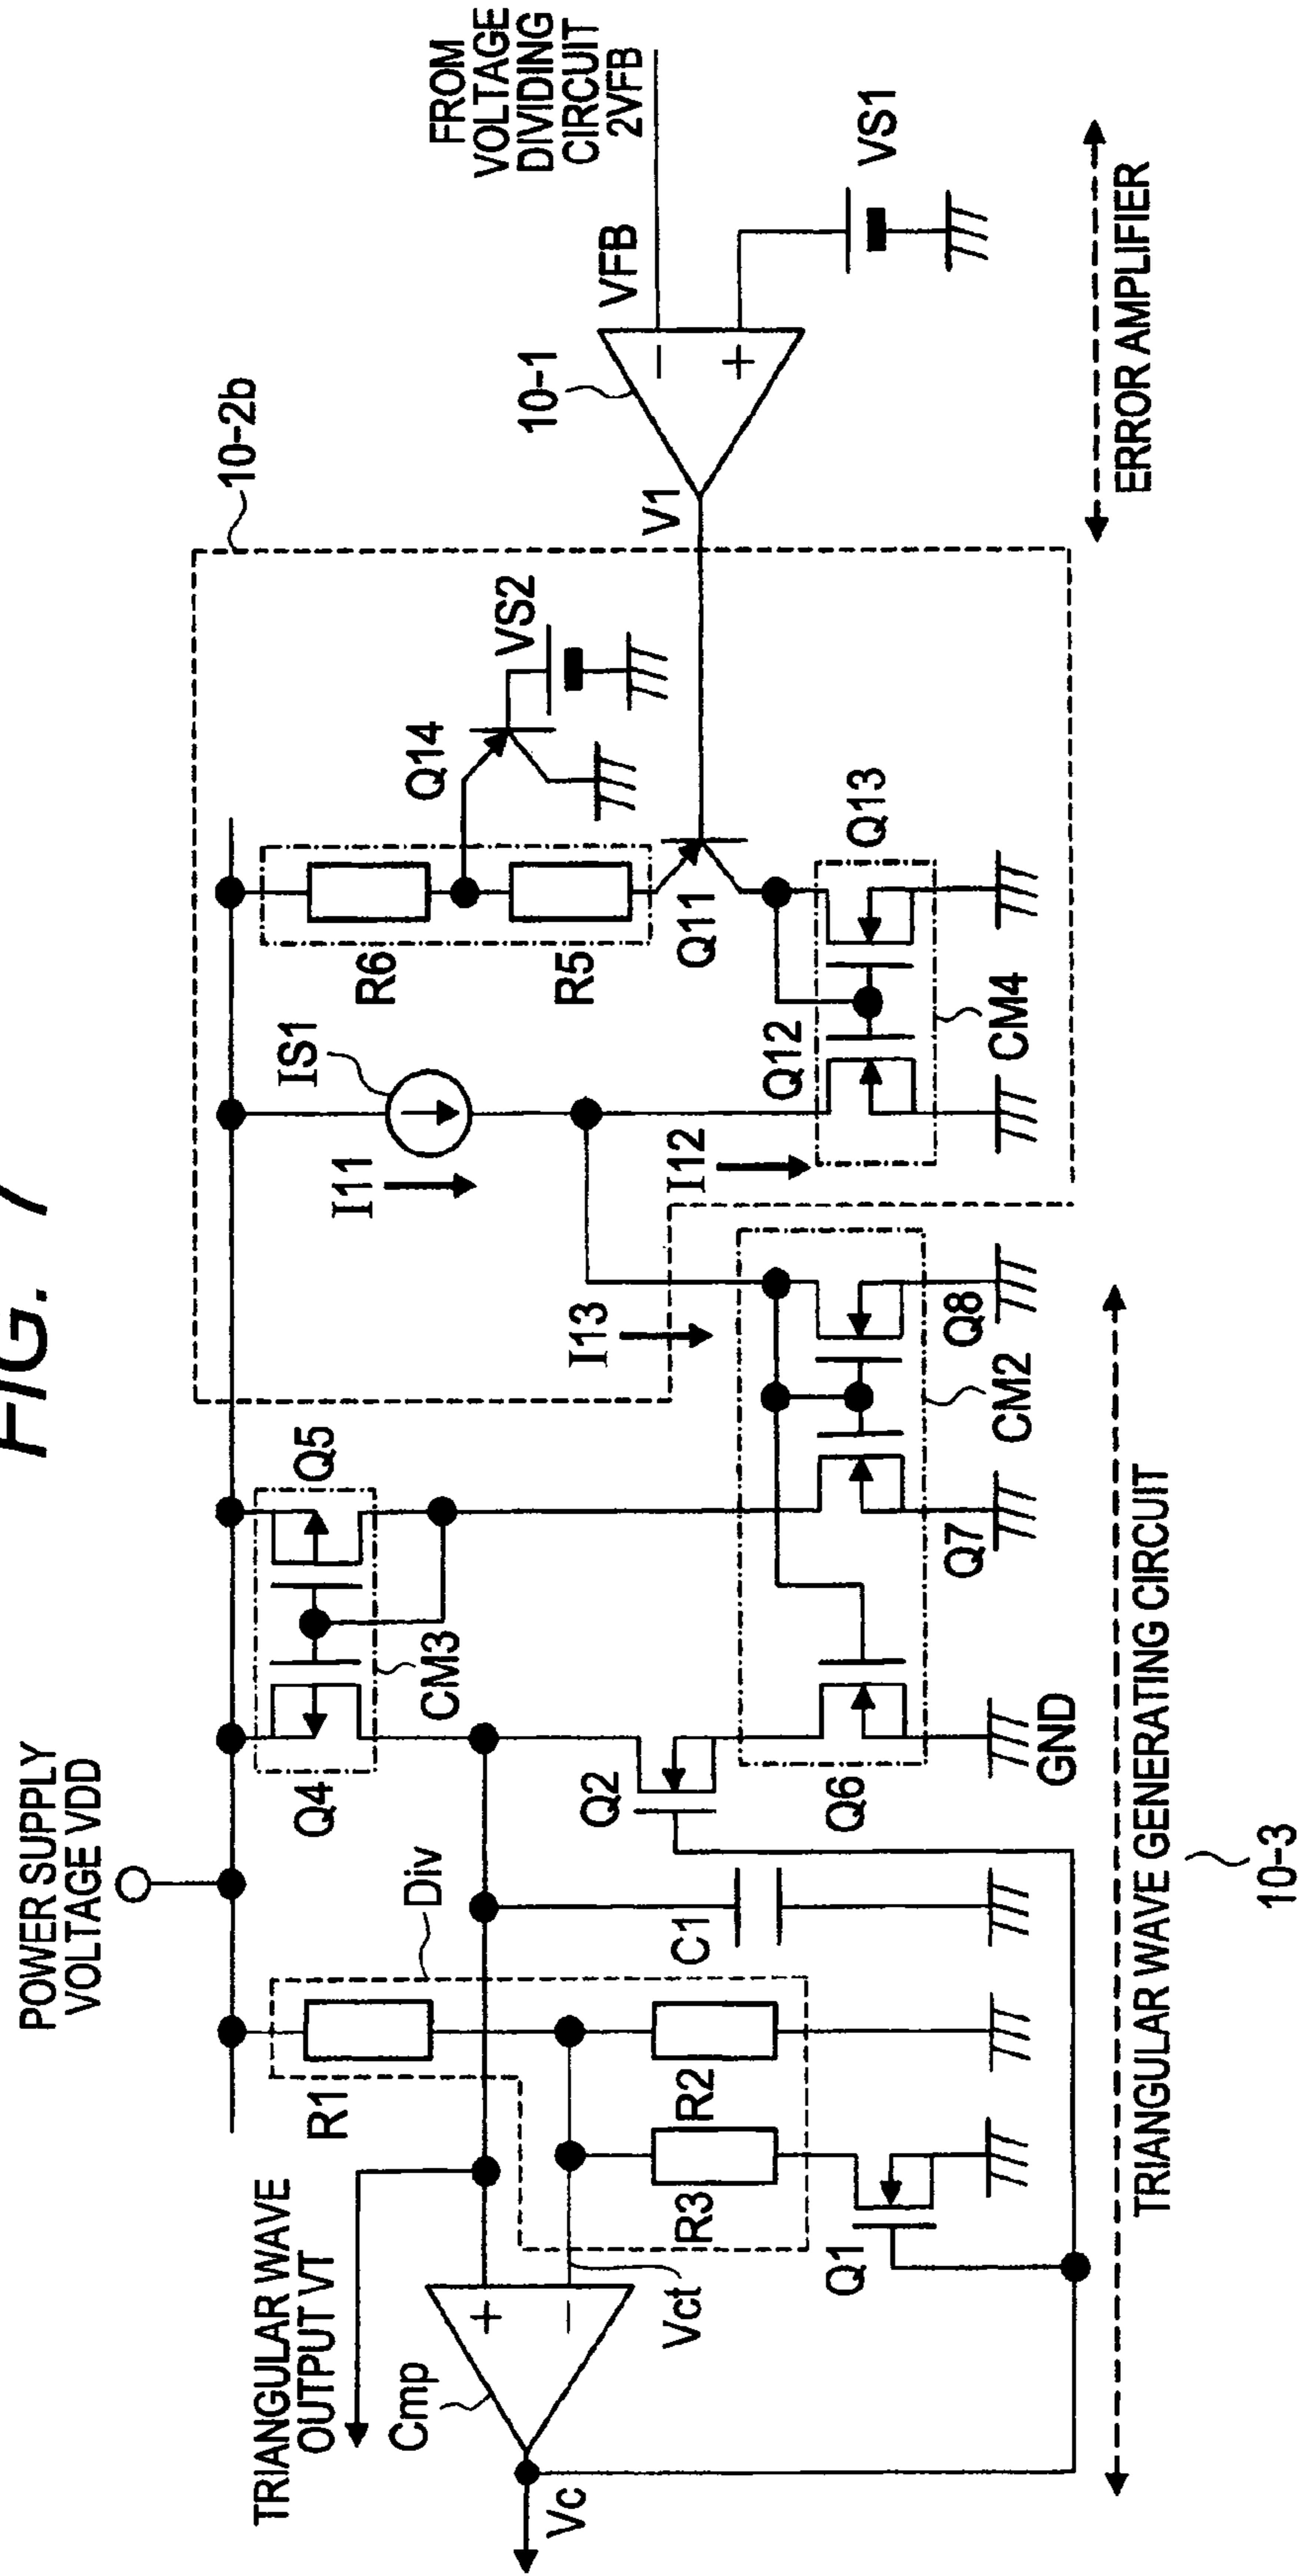 FIG. 7
POWER SUPPLY
VOLTAGE VDD
TRIANGULAR WAVE
OUTPUT VT
Cmp
Vc
Vct
R1
Div
R2
R3
Q1
C1
Q4
Q5
CM3
Q2
Q6
GND
Q7
Q8
CM2
I13
I11
IS1
I12
Q12
CM4
Q13
Q11
R6
R5
Q14
VS2
10-2b
V1
10-1
VFB
FROM
VOLTAGE
DIVIDING
CIRCUIT
2VFB
VS1
+
−
+
−
TRIANGULAR WAVE GENERATING CIRCUIT
10-3
ERROR AMPLIFIER